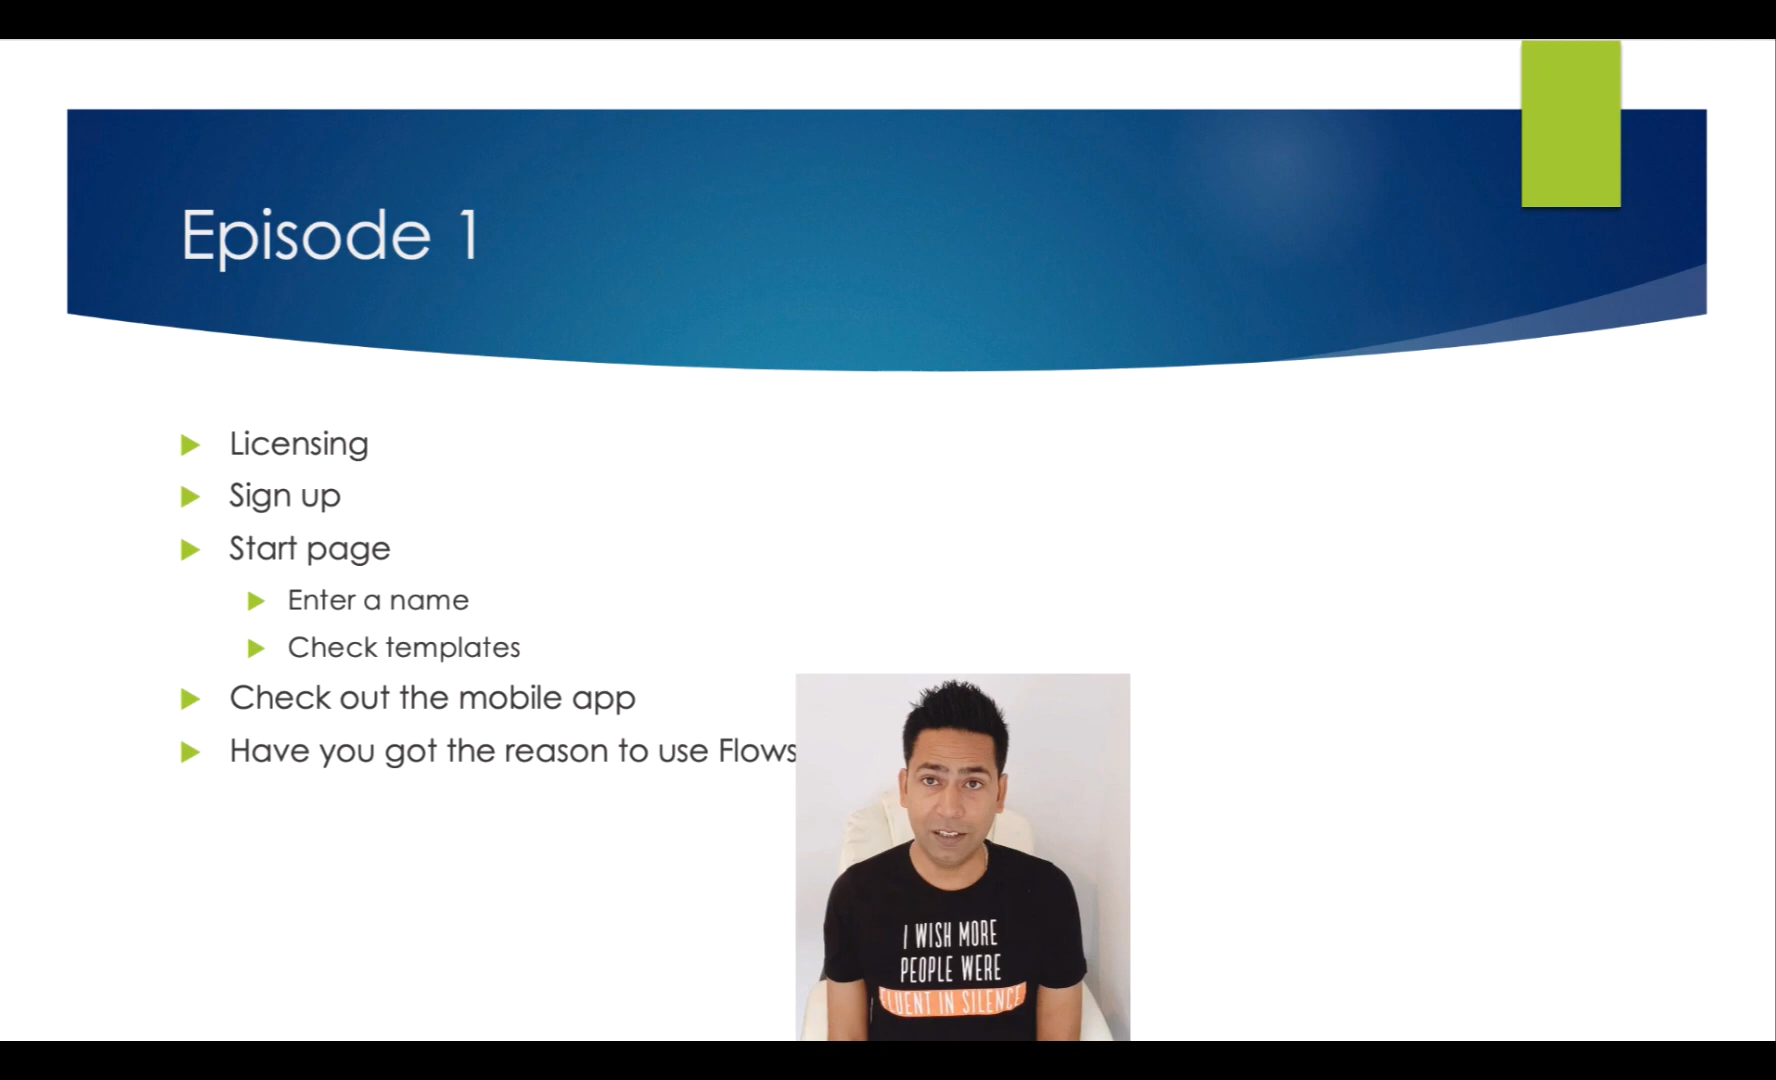 Episode 1
Licensing
Sign up
Start page
Enter a name
Check templates
Check out the mobile app
Have you got the reason to use Flows
I WISH MORE
PEOPLE WERE
FLUENT IN SILENCE